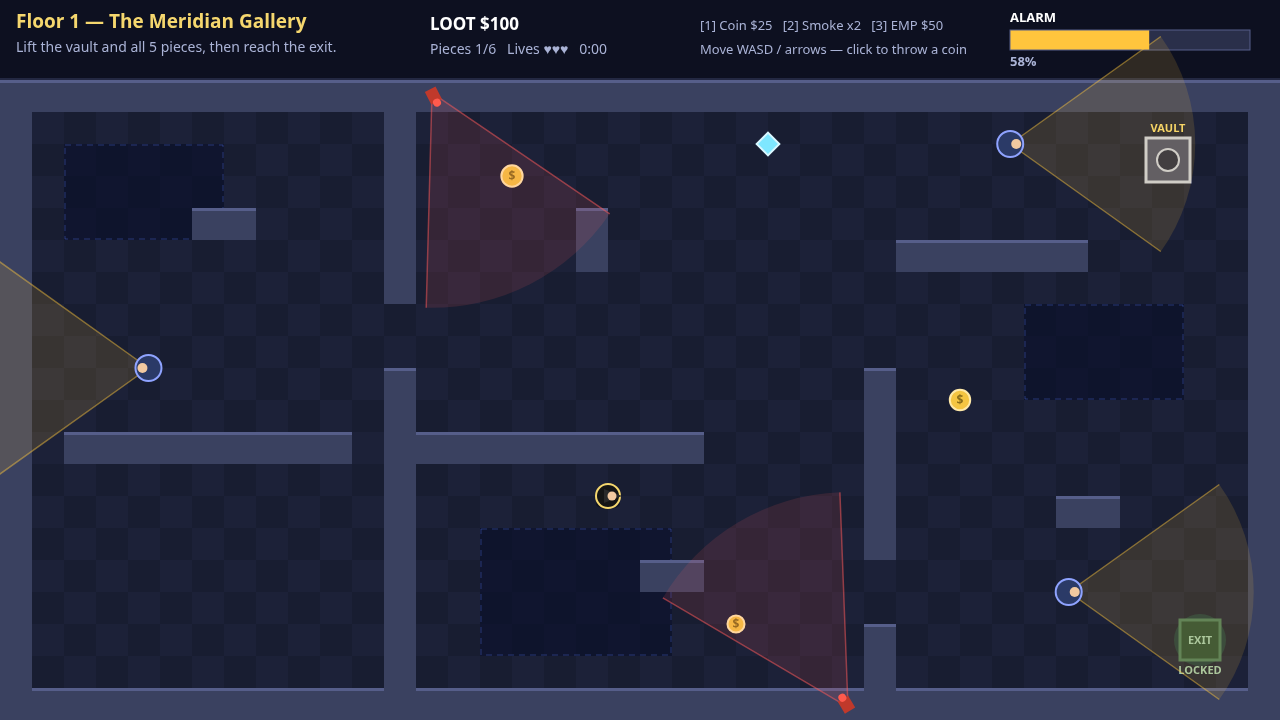 Floor 1 — The Meridian Gallery
Lift the vault and all 5 pieces, then reach the exit.
LOOT $100
Pieces 1/6 Lives ♥♥♥ 0:00
[1] Coin $25 [2] Smoke x2 [3] EMP $50
Move WASD / arrows — click to throw a coin
ALARM
58%
VAULT
$
$
$
EXIT
LOCKED